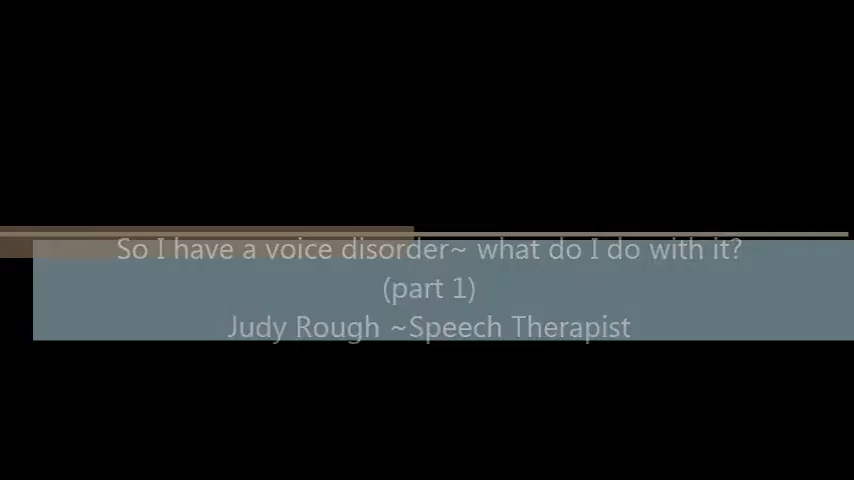 So I have a voice disorder~ what do I do with it?
(part 1)
Judy Rough ~Speech Therapist